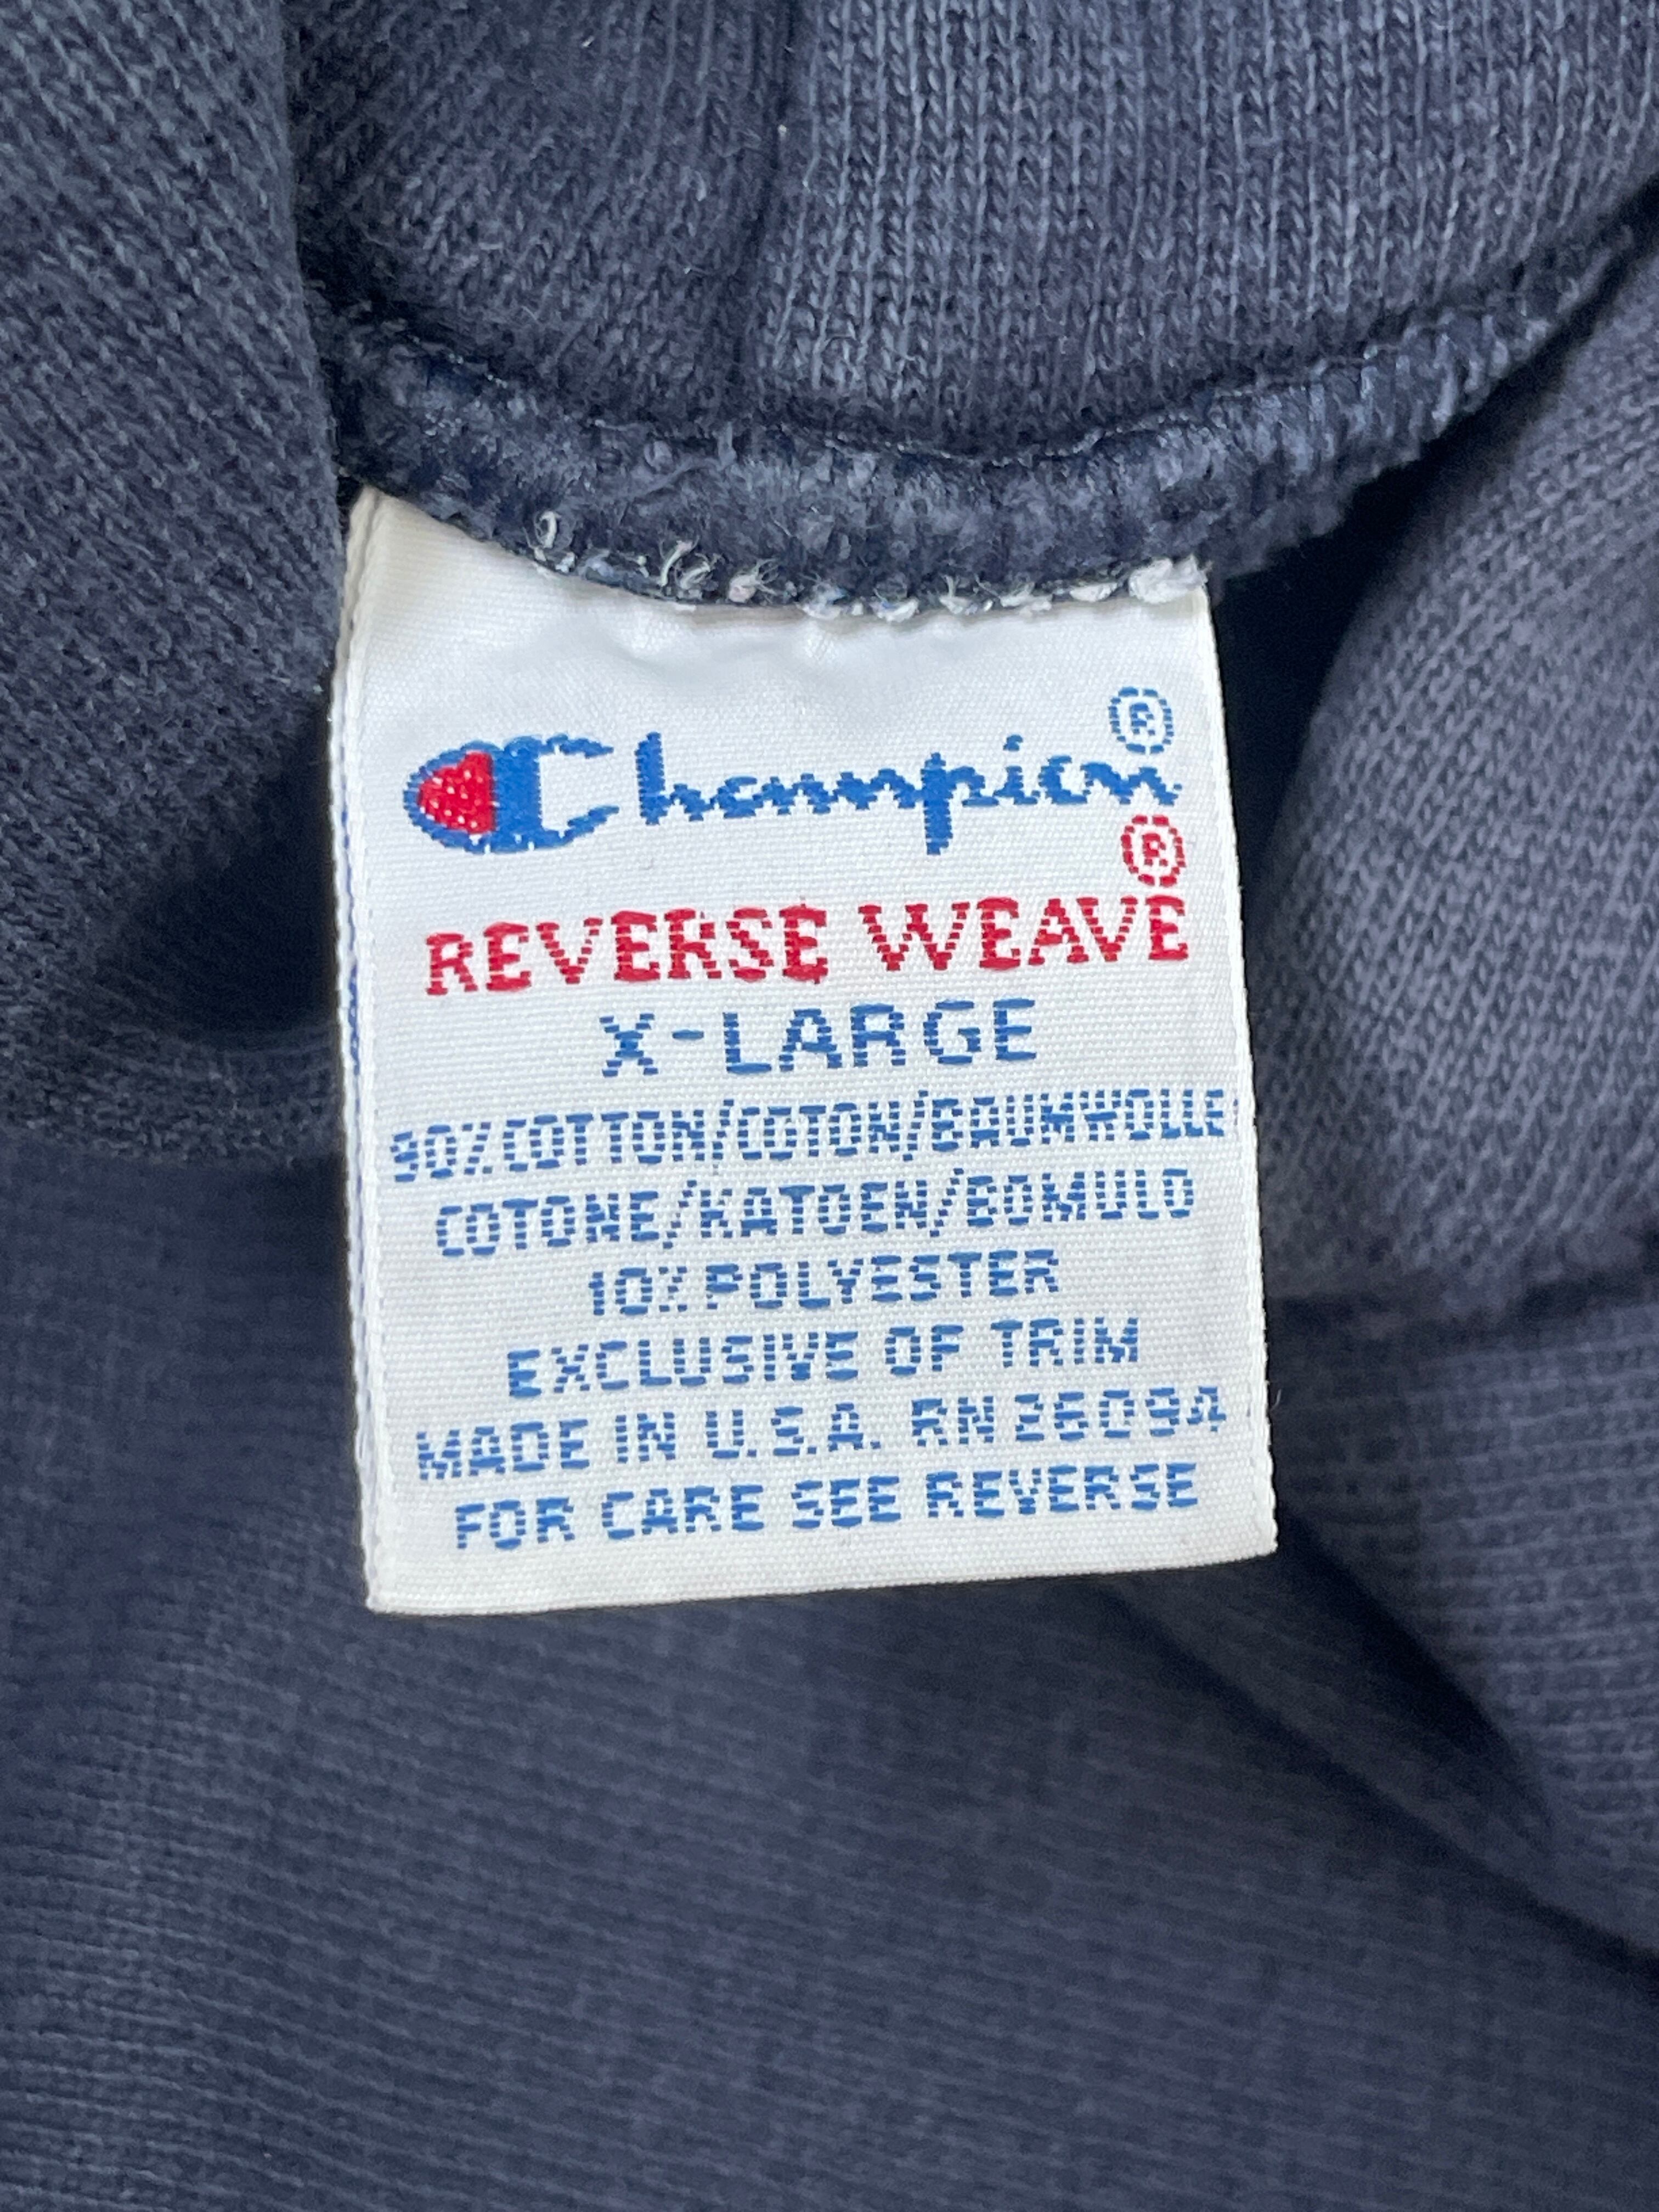 Champion®
REVERSE WEAVE®
X-LARGE
90% COTTON/COTON/BAUMWOLLE
COTONE/KATOEN/BOMULD
10% POLYESTER
EXCLUSIVE OF TRIM
MADE IN U.S.A. RN 26094
FOR CARE SEE REVERSE